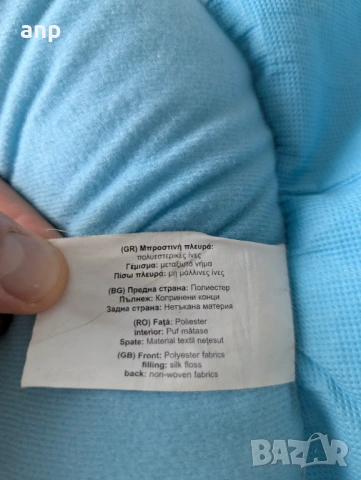 anp
(GR) Μπροστινή πλευρά:
πολυεστερικές ίνες
Γέμισμα: μεταξωτό νήμα
Πίσω πλευρά: μη μάλλινες ίνες
(BG) Предна страна: Полиестер
Пълнеж: Копринени конци
Задна страна: Нетъкана материя
(RO) Față: Poliester
interior: Puf mătase
Spate: Material textil nețesut
(GB) Front: Polyester fabrics
filling: silk floss
back: non-woven fabrics
BAZAR
.bg